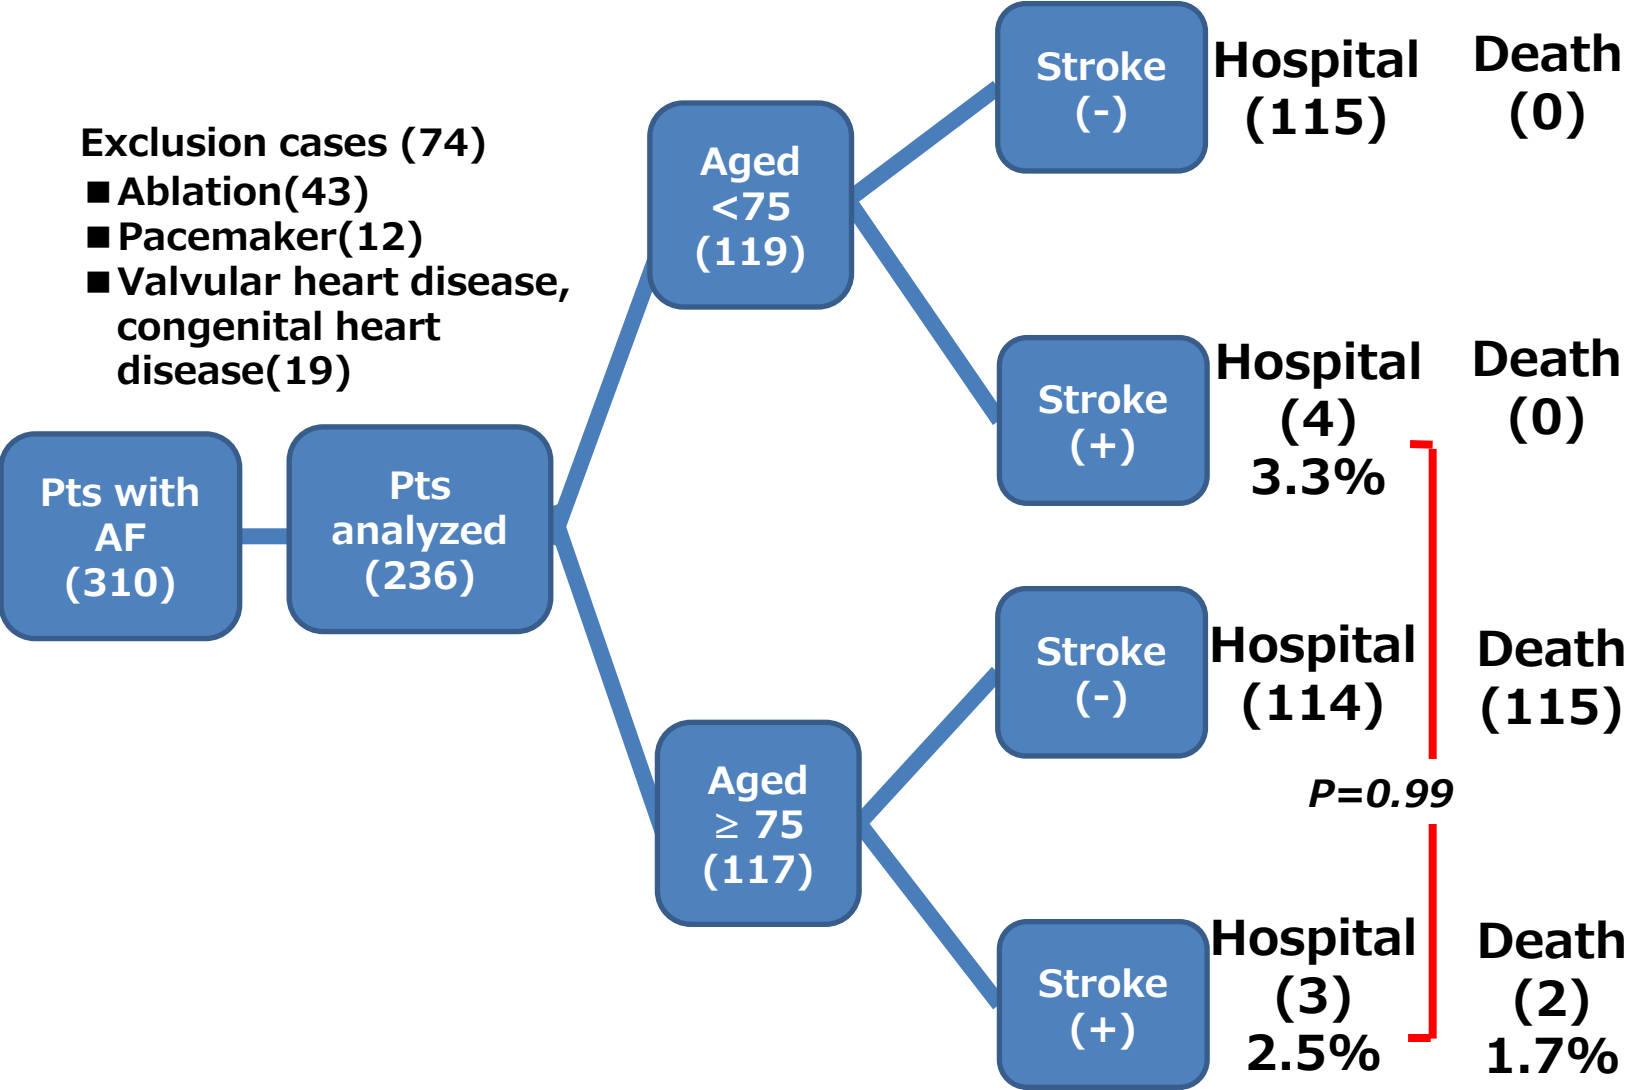 Exclusion cases (74)
■ Ablation(43)
■ Pacemaker(12)
■ Valvular heart disease,
congenital heart
disease(19)
Pts with
AF
(310)
Pts
analyzed
(236)
Aged
<75
(119)
Aged
≥ 75
(117)
Stroke
(-)
Hospital
(115)
Death
(0)
Stroke
(+)
Hospital
(4)
3.3%
Death
(0)
Stroke
(-)
Hospital
(114)
Death
(115)
P=0.99
Stroke
(+)
Hospital
(3)
2.5%
Death
(2)
1.7%